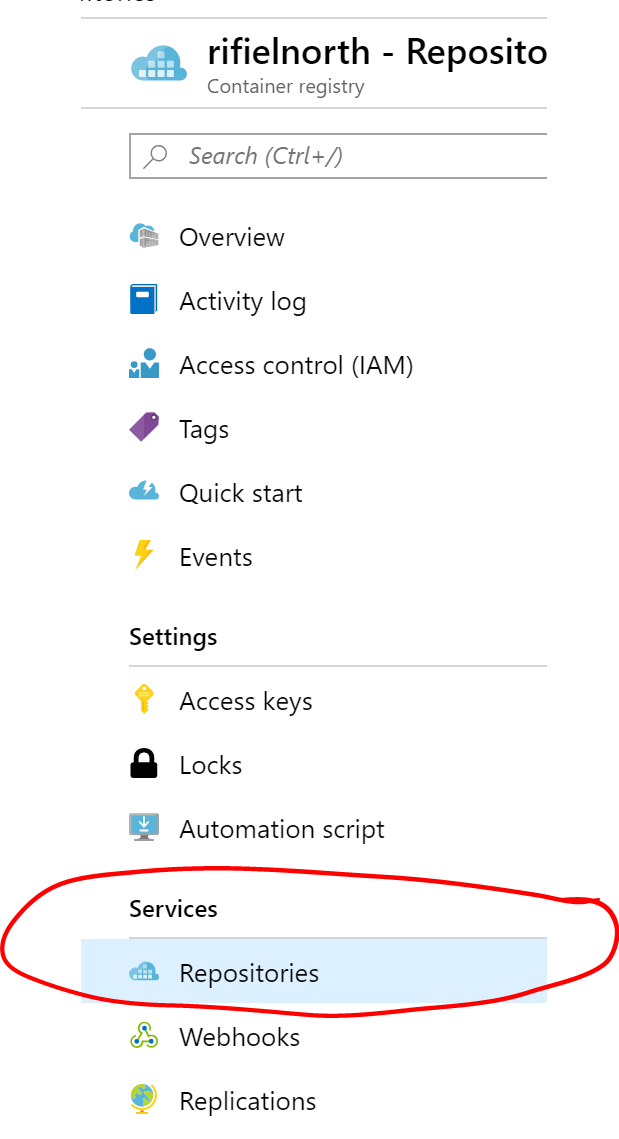 rifielnorth - Reposito
Container registry
Search (Ctrl+/)
Overview
Activity log
Access control (IAM)
Tags
Quick start
Events
Settings
Access keys
Locks
Automation script
Services
Repositories
Webhooks
Replications